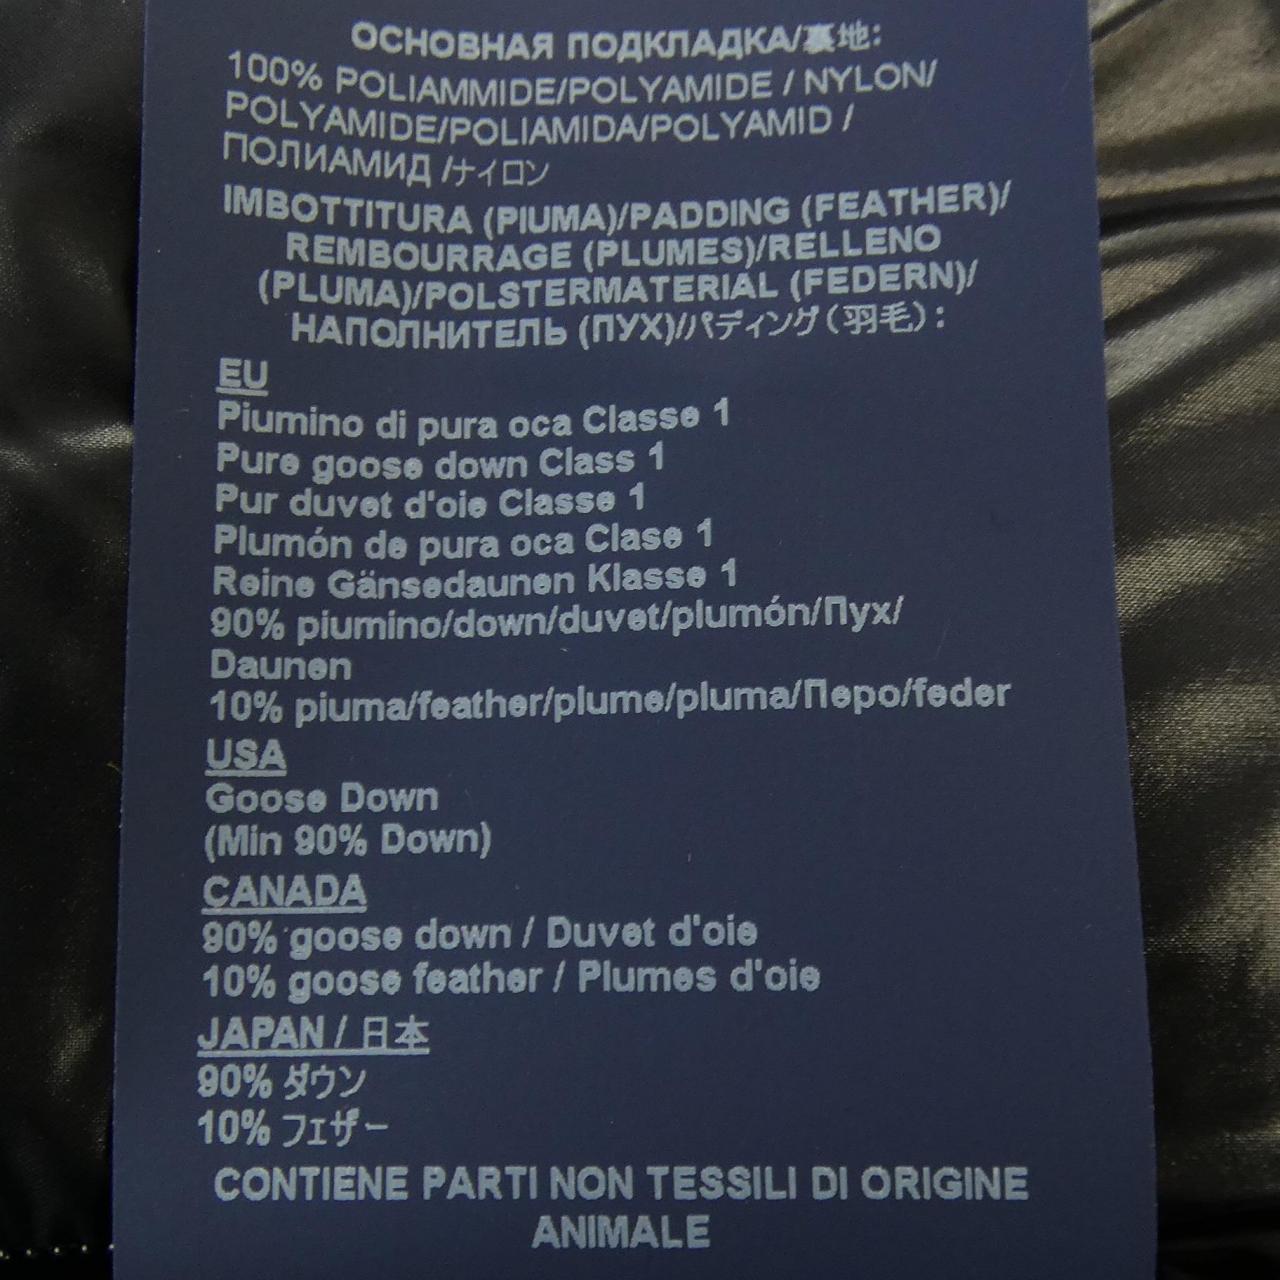 ОСНОВНАЯ ПОДКЛАДКА/裏地:
100% POLIAMMIDE/POLYAMIDE / NYLON/
POLYAMIDE/POLIAMIDA/POLYAMID /
ПОЛИАМИД /ナイロン
IMBOTTITURA (PIUMA)/PADDING (FEATHER)/
REMBOURRAGE (PLUMES)/RELLENO
(PLUMA)/POLSTERMATERIAL (FEDERN)/
НАПОЛНИТЕЛЬ (ПУХ)/パディング(羽毛):
EU
Piumino di pura oca Classe 1
Pure goose down Class 1
Pur duvet d'oie Classe 1
Plumón de pura oca Clase 1
Reine Gänsedaunen Klasse 1
90% piumino/down/duvet/plumón/Пух/
Daunen
10% piuma/feather/plume/pluma/Перо/feder
USA
Goose Down
(Min 90% Down)
CANADA
90% goose down / Duvet d'oie
10% goose feather / Plumes d'oie
JAPAN / 日本
90% ダウン
10% フェザー
CONTIENE PARTI NON TESSILI DI ORIGINE
ANIMALE